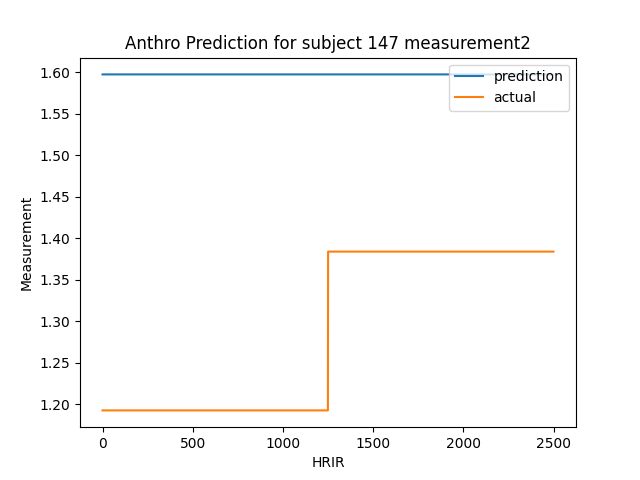 Anthro Prediction for subject 147 measurement2
prediction
actual
1.60
1.55
1.50
1.45
1.40
1.35
1.30
1.25
1.20
Measurement
0 500 1000 1500 2000 2500
HRIR